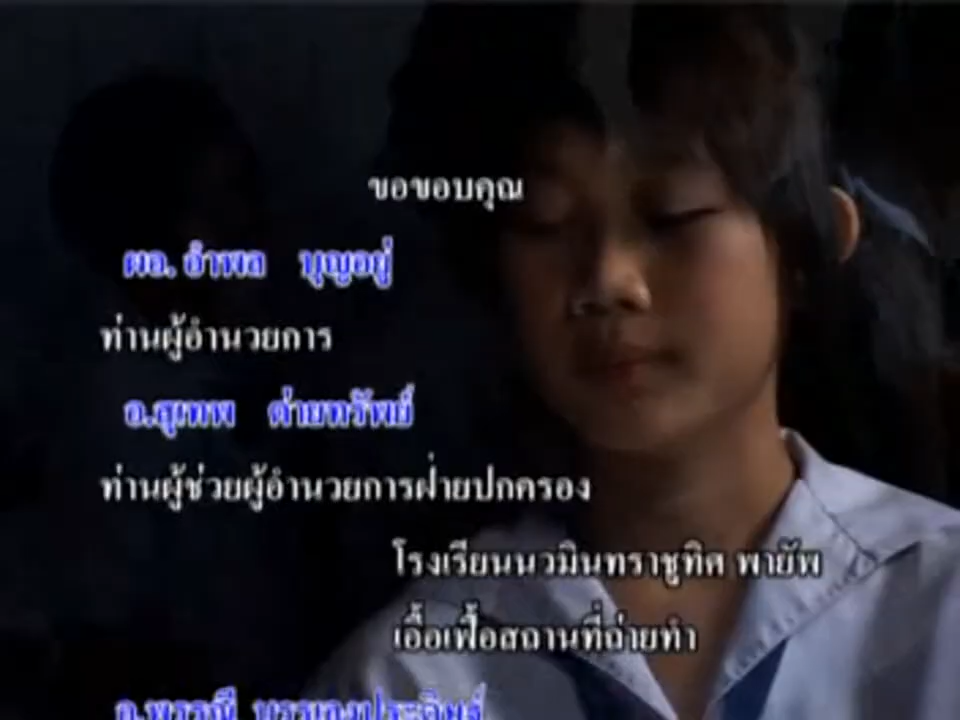 ขอขอบคุณ
ผอ. อำพล บุญอยู่
ท่านผู้อำนวยการ
อ.สุเทพ ค่ายทรัพย์
ท่านผู้ช่วยผู้อำนวยการฝ่ายปกครอง
โรงเรียนนวมินทราชูทิศ พายัพ
เอื้อเฟื้อสถานที่ถ่ายทำ